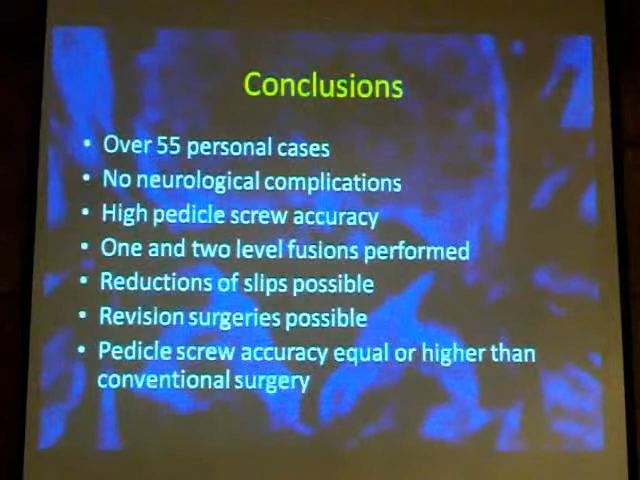 Conclusions
• Over 55 personal cases
• No neurological complications
• High pedicle screw accuracy
• One and two level fusions performed
• Reductions of slips possible
• Revision surgeries possible
• Pedicle screw accuracy equal or higher than
conventional surgery